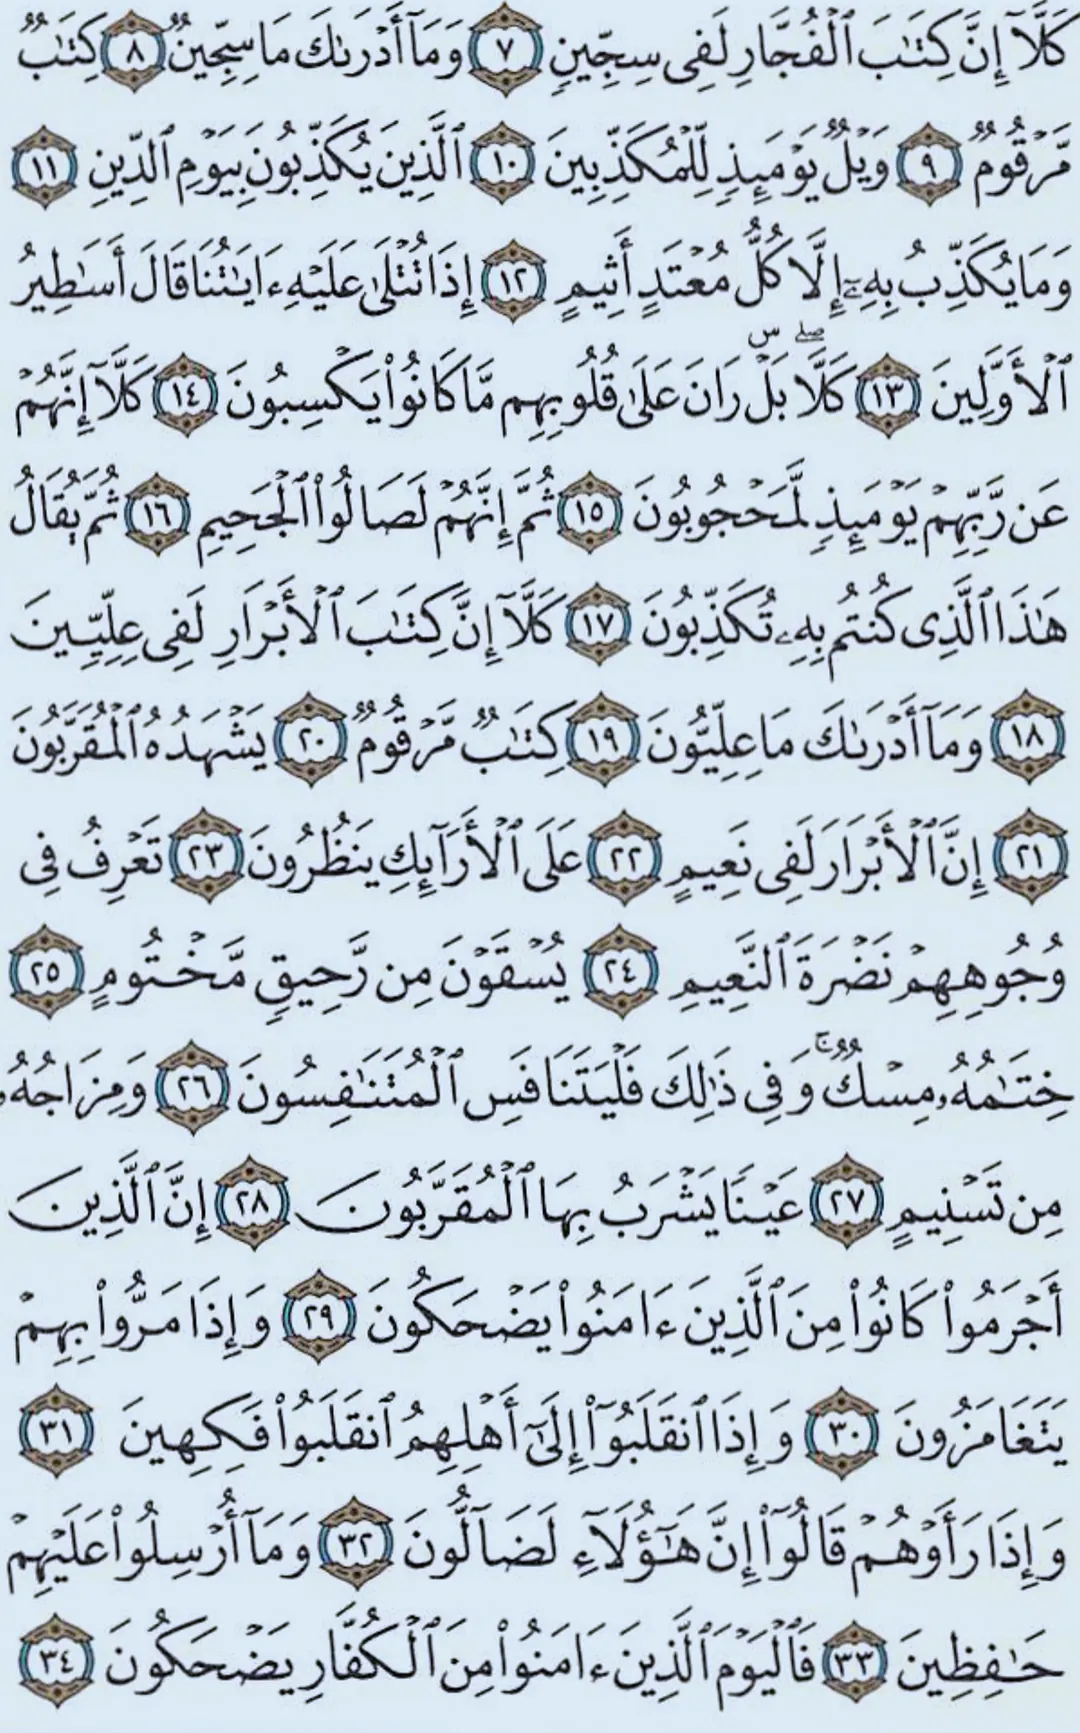 كَلَّآ إِنَّ كِتَٰبَ ٱلْفُجَّارِ لَفِى سِجِّينٍ ٧ وَمَآ أَدْرَىٰكَ مَا سِجِّينٌ ٨ كِتَٰبٌ
مَّرْقُومٌ ٩ وَيْلٌ يَوْمَئِذٍ لِّلْمُكَذِّبِينَ ١٠ ٱلَّذِينَ يُكَذِّبُونَ بِيَوْمِ ٱلدِّينِ ١١
وَمَا يُكَذِّبُ بِهِۦٓ إِلَّا كُلُّ مُعْتَدٍ أَثِيمٍ ١٢ إِذَا تُتْلَىٰ عَلَيْهِ ءَايَٰتُنَا قَالَ أَسَٰطِيرُ
ٱلْأَوَّلِينَ ١٣ كَلَّا ۖ بَلْ ۜ رَانَ عَلَىٰ قُلُوبِهِم مَّا كَانُوا۟ يَكْسِبُونَ ١٤ كَلَّآ إِنَّهُمْ
عَن رَّبِّهِمْ يَوْمَئِذٍ لَّمَحْجُوبُونَ ١٥ ثُمَّ إِنَّهُمْ لَصَالُوا۟ ٱلْجَحِيمِ ١٦ ثُمَّ يُقَالُ
هَٰذَا ٱلَّذِى كُنتُم بِهِۦ تُكَذِّبُونَ ١٧ كَلَّآ إِنَّ كِتَٰبَ ٱلْأَبْرَارِ لَفِى عِلِّيِّينَ
١٨ وَمَآ أَدْرَىٰكَ مَا عِلِّيُّونَ ١٩ كِتَٰبٌ مَّرْقُومٌ ٢٠ يَشْهَدُهُ ٱلْمُقَرَّبُونَ
٢١ إِنَّ ٱلْأَبْرَارَ لَفِى نَعِيمٍ ٢٢ عَلَى ٱلْأَرَآئِكِ يَنظُرُونَ ٢٣ تَعْرِفُ فِى
وُجُوهِهِمْ نَضْرَةَ ٱلنَّعِيمِ ٢٤ يُسْقَوْنَ مِن رَّحِيقٍ مَّخْتُومٍ ٢٥
خِتَٰمُهُۥ مِسْكٌ ۚ وَفِى ذَٰلِكَ فَلْيَتَنَافَسِ ٱلْمُتَنَٰفِسُونَ ٢٦ وَمِزَاجُهُۥ
مِن تَسْنِيمٍ ٢٧ عَيْنًا يَشْرَبُ بِهَا ٱلْمُقَرَّبُونَ ٢٨ إِنَّ ٱلَّذِينَ
أَجْرَمُوا۟ كَانُوا۟ مِنَ ٱلَّذِينَ ءَامَنُوا۟ يَضْحَكُونَ ٢٩ وَإِذَا مَرُّوا۟ بِهِمْ
يَتَغَامَزُونَ ٣٠ وَإِذَا ٱنقَلَبُوٓا۟ إِلَىٰٓ أَهْلِهِمُ ٱنقَلَبُوا۟ فَكِهِينَ ٣١
وَإِذَا رَأَوْهُمْ قَالُوٓا۟ إِنَّ هَٰٓؤُلَآءِ لَضَآلُّونَ ٣٢ وَمَآ أُرْسِلُوا۟ عَلَيْهِمْ
حَٰفِظِينَ ٣٣ فَٱلْيَوْمَ ٱلَّذِينَ ءَامَنُوا۟ مِنَ ٱلْكُفَّارِ يَضْحَكُونَ ٣٤